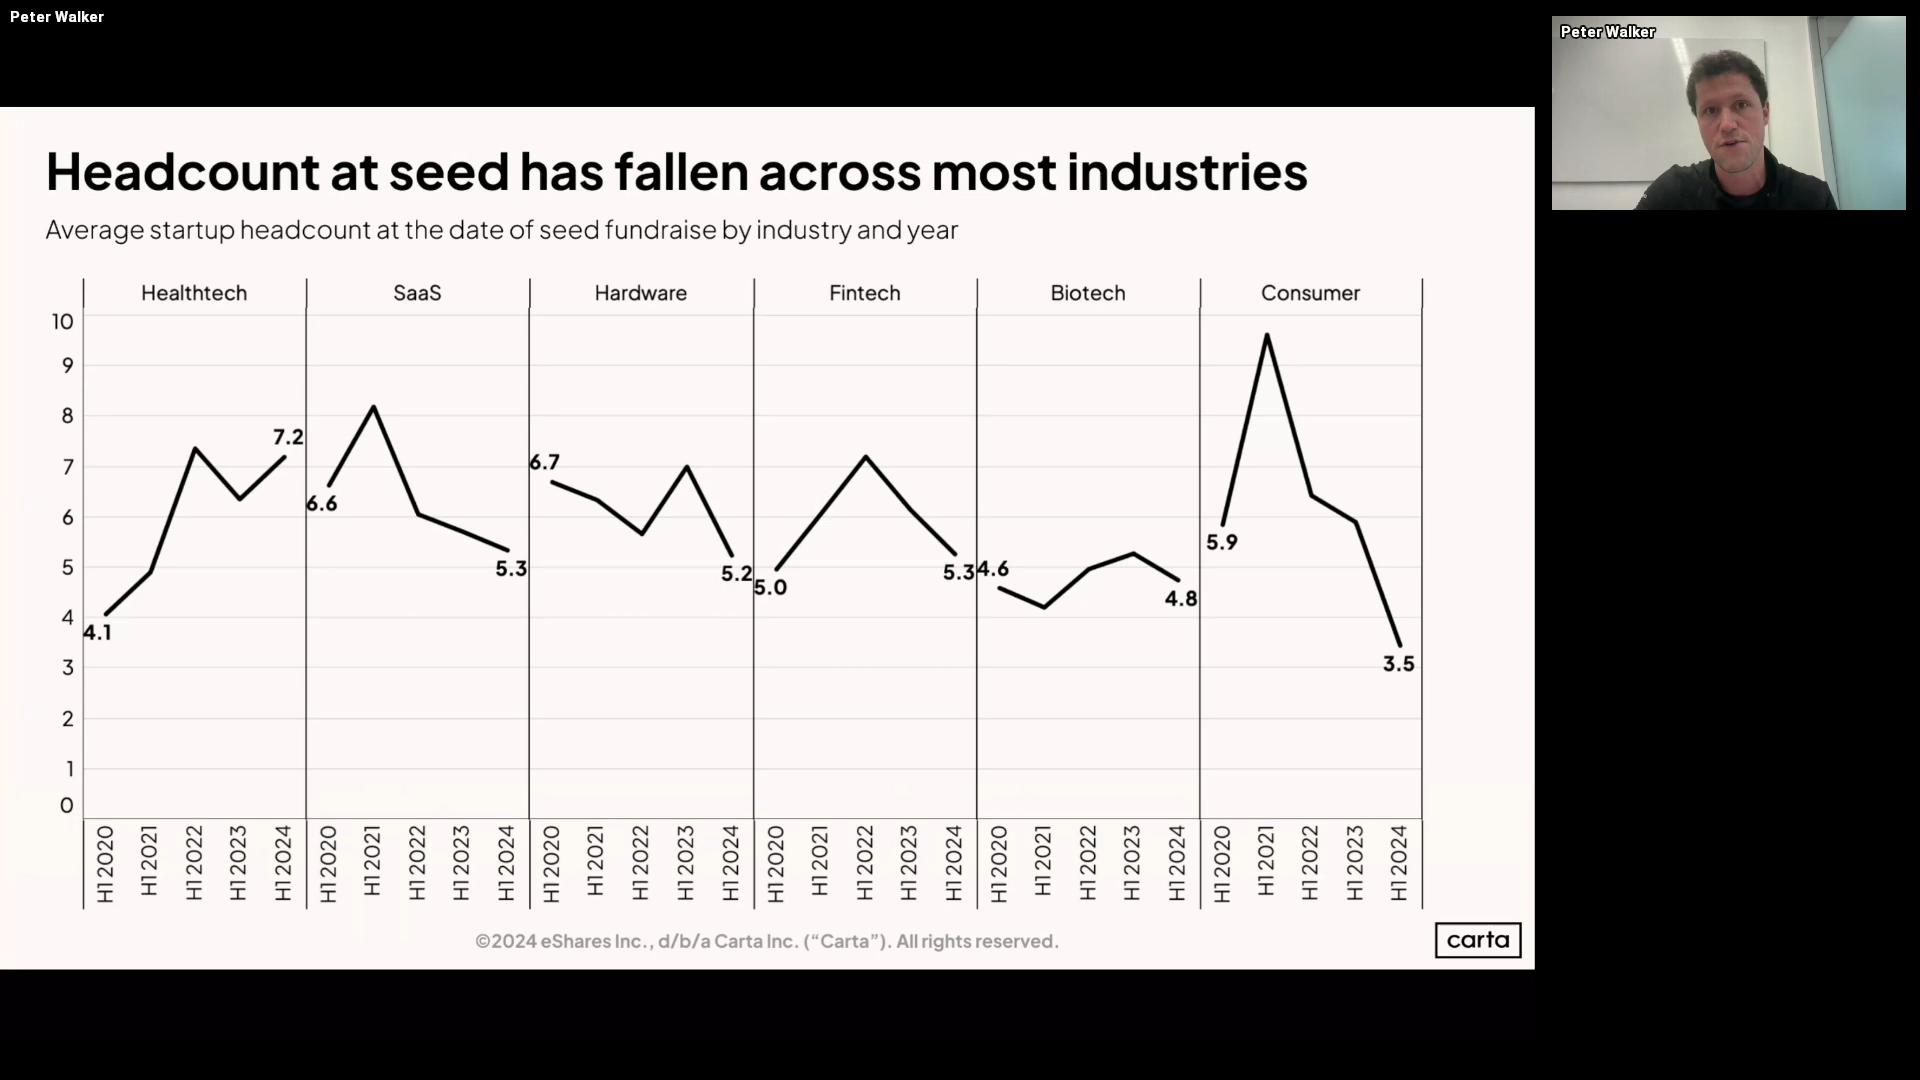 Peter Walker
Peter Walker
Headcount at seed has fallen across most industries
Average startup headcount at the date of seed fundraise by industry and year
Healthtech SaaS Hardware Fintech Biotech Consumer
10
9
8
7
6
5
4
3
2
1
0
4.1 7.2
6.6 5.3
6.7 5.2
5.0 5.3
4.6 4.8
5.9 3.5
H1 2020 H1 2021 H1 2022 H1 2023 H1 2024
H1 2020 H1 2021 H1 2022 H1 2023 H1 2024
H1 2020 H1 2021 H1 2022 H1 2023 H1 2024
H1 2020 H1 2021 H1 2022 H1 2023 H1 2024
H1 2020 H1 2021 H1 2022 H1 2023 H1 2024
H1 2020 H1 2021 H1 2022 H1 2023 H1 2024
©2024 eShares Inc., d/b/a Carta Inc. (“Carta”). All rights reserved.
carta